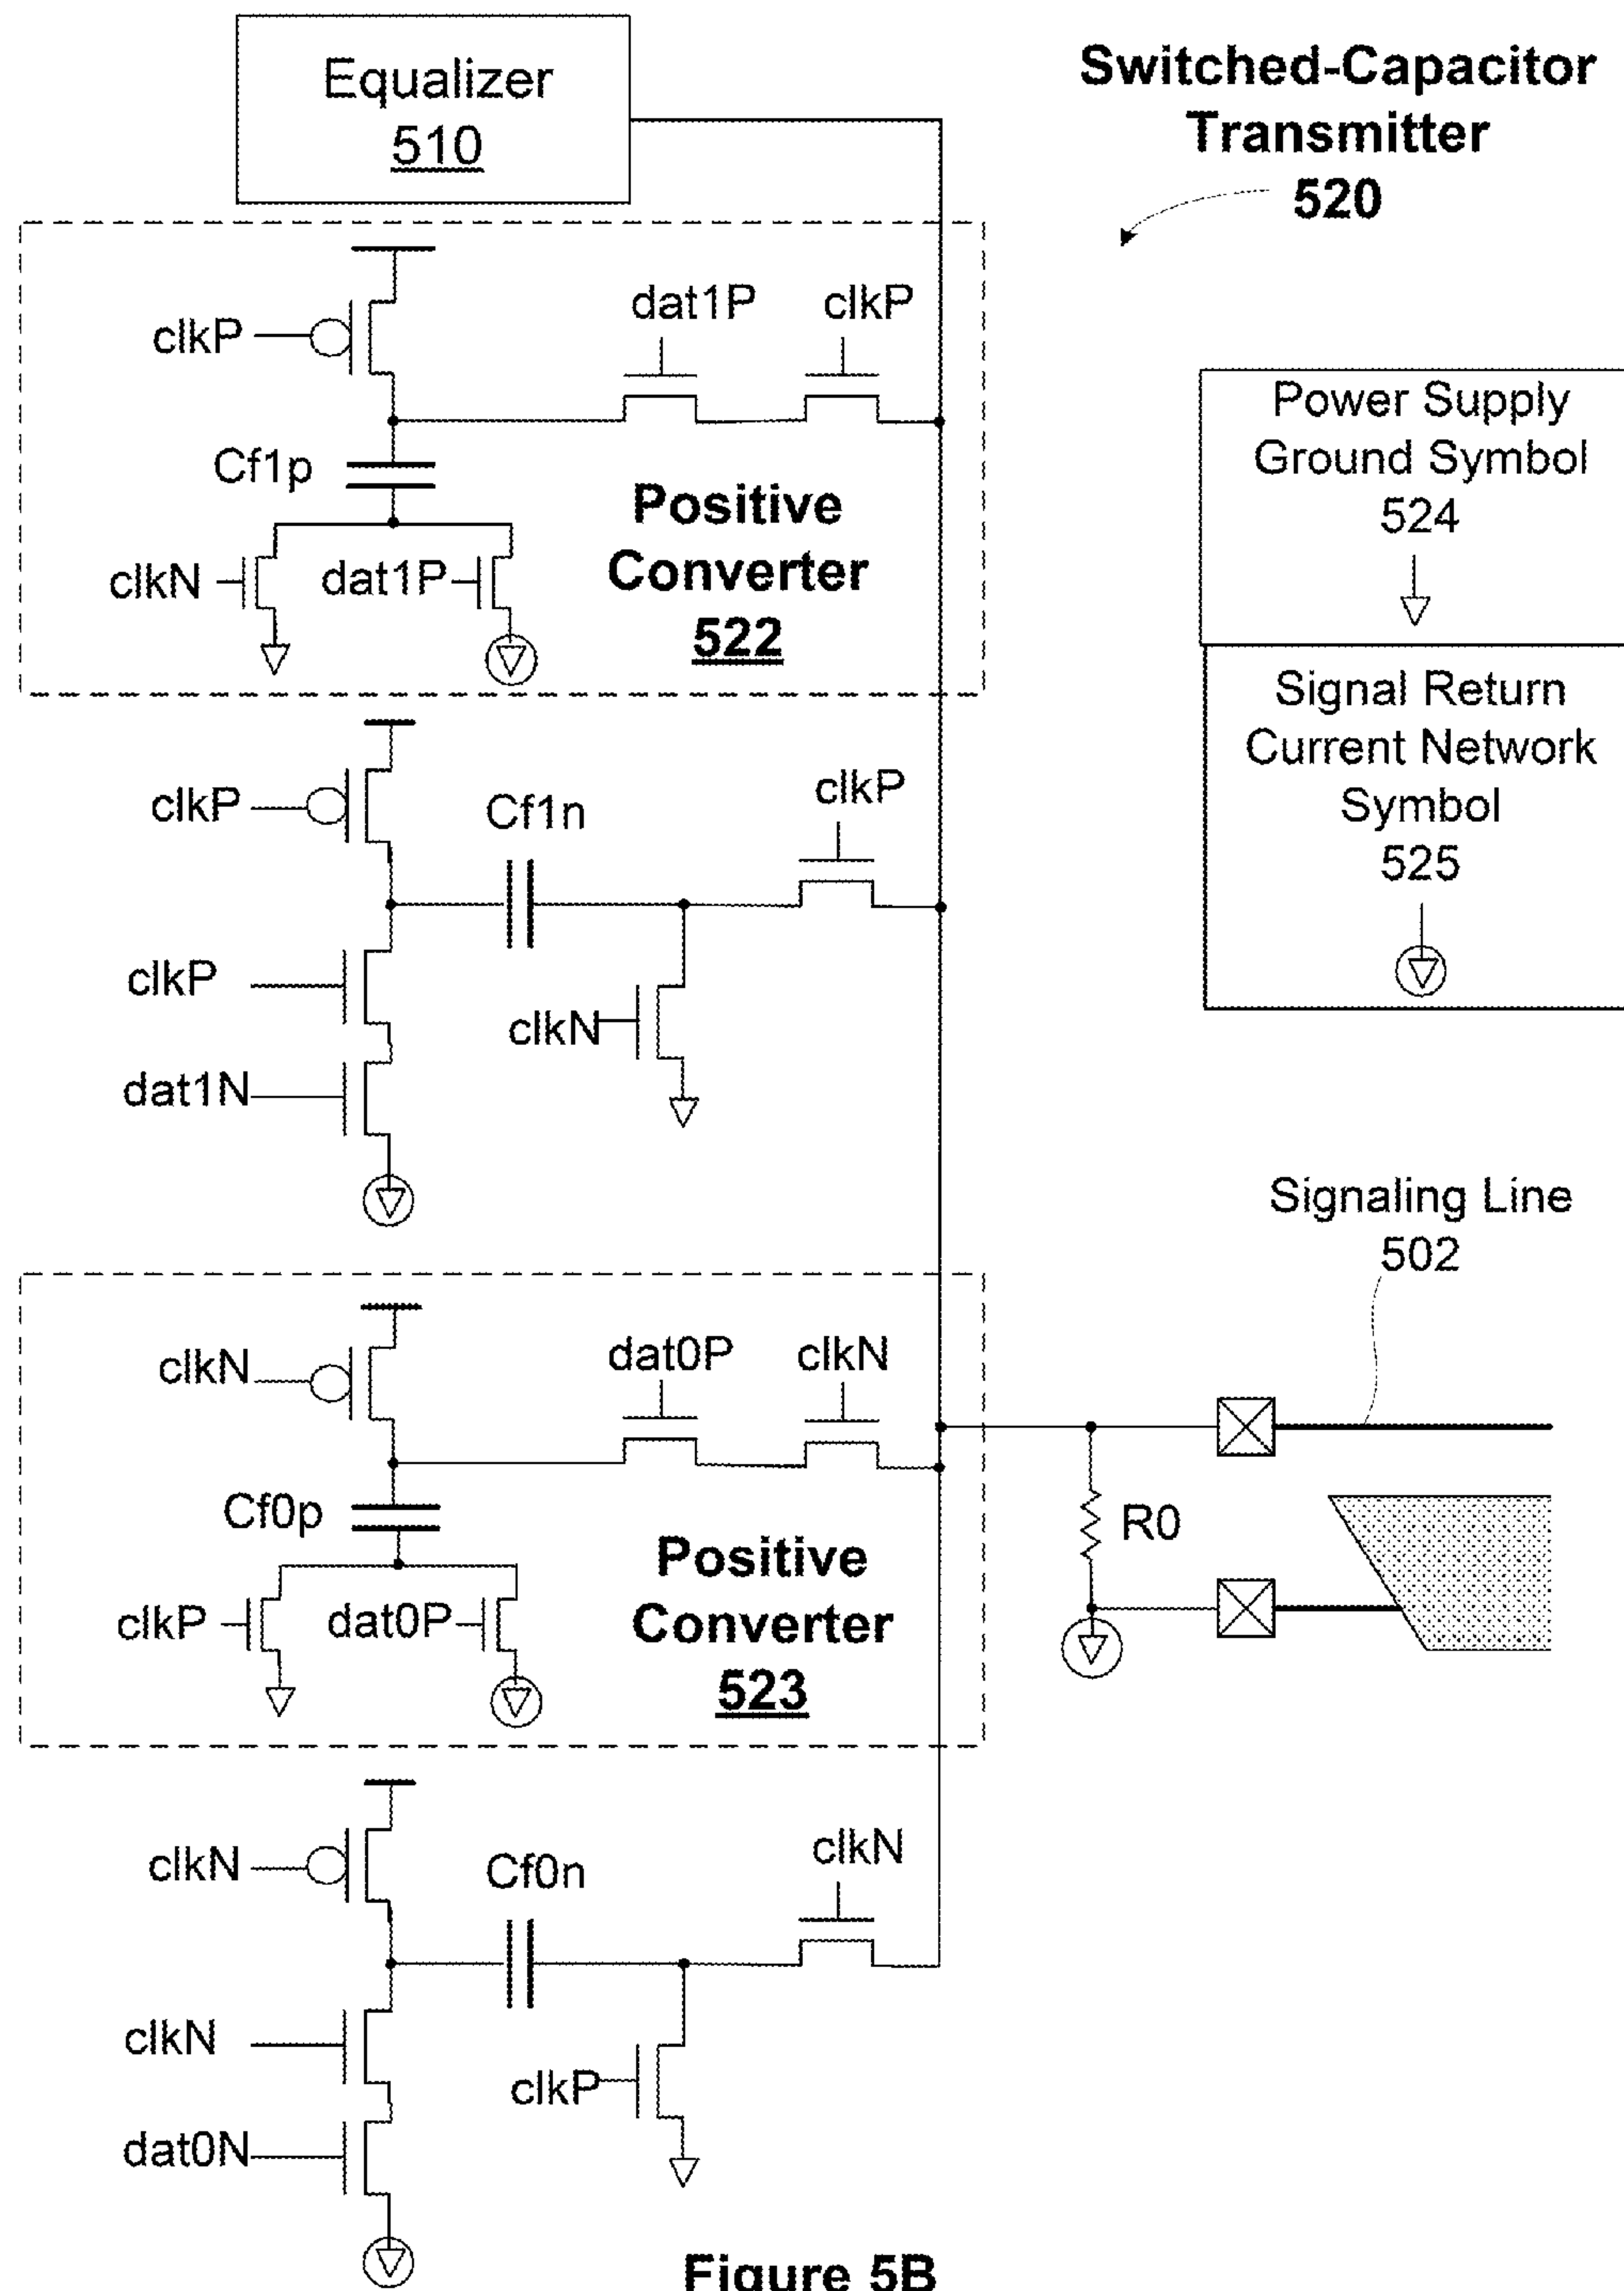 Equalizer
510
Switched-Capacitor
Transmitter
520
clkP
dat1P
clkP
Cf1p
clkN
dat1P
Positive
Converter
522
Power Supply
Ground Symbol
524
Signal Return
Current Network
Symbol
525
clkP
Cf1n
clkP
clkP
clkN
dat1N
Signaling Line
502
clkN
dat0P
clkN
Cf0p
clkP
dat0P
Positive
Converter
523
R0
clkN
Cf0n
clkN
clkN
clkP
dat0N
Figure 5B